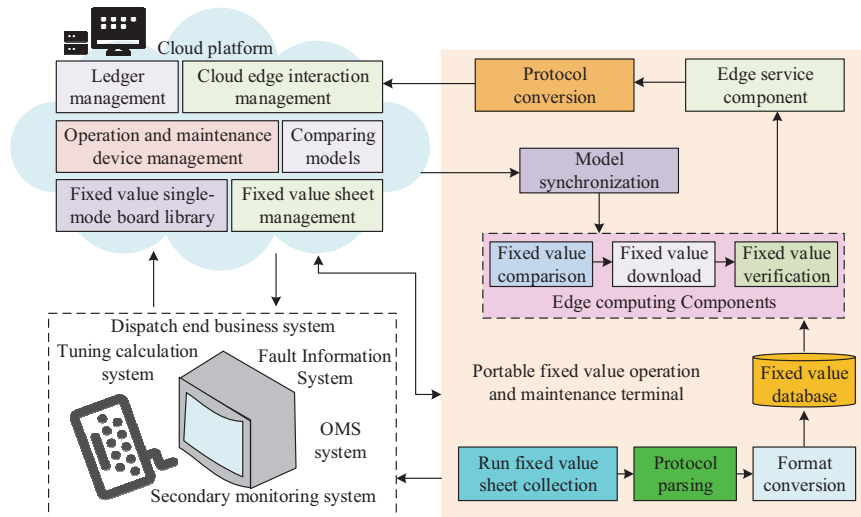 Cloud platform
Ledger
management
Cloud edge interaction
management
Operation and maintenance
device management
Comparing
models
Fixed value single-
mode board library
Fixed value sheet
management
Protocol
conversion
Edge service
component
Model
synchronization
Fixed value
comparison
Fixed value
download
Fixed value
verification
Edge computing Components
Dispatch end business system
Tuning calculation
system
Fault Information
System
OMS
system
Secondary monitoring system
Portable fixed value operation
and maintenance terminal
Fixed value
database
Run fixed value
sheet collection
Protocol
parsing
Format
conversion